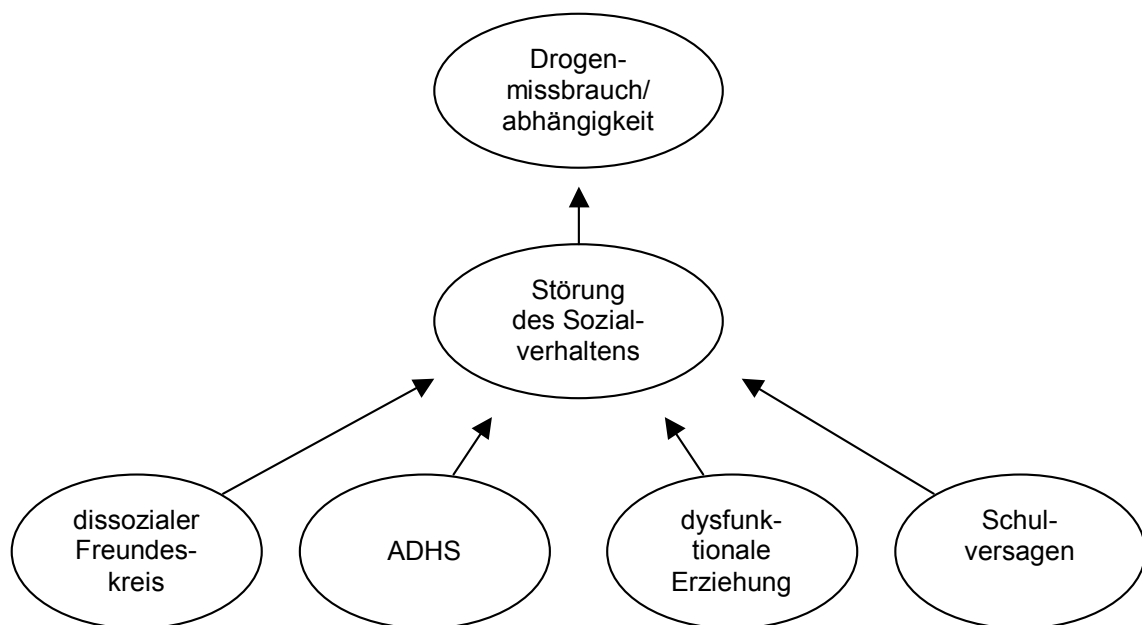 Drogen-
missbrauch/
abhängigkeit
Störung
des Sozial-
verhaltens
dissozialer
Freundes-
kreis
ADHS
dysfunk-
tionale
Erziehung
Schul-
versagen